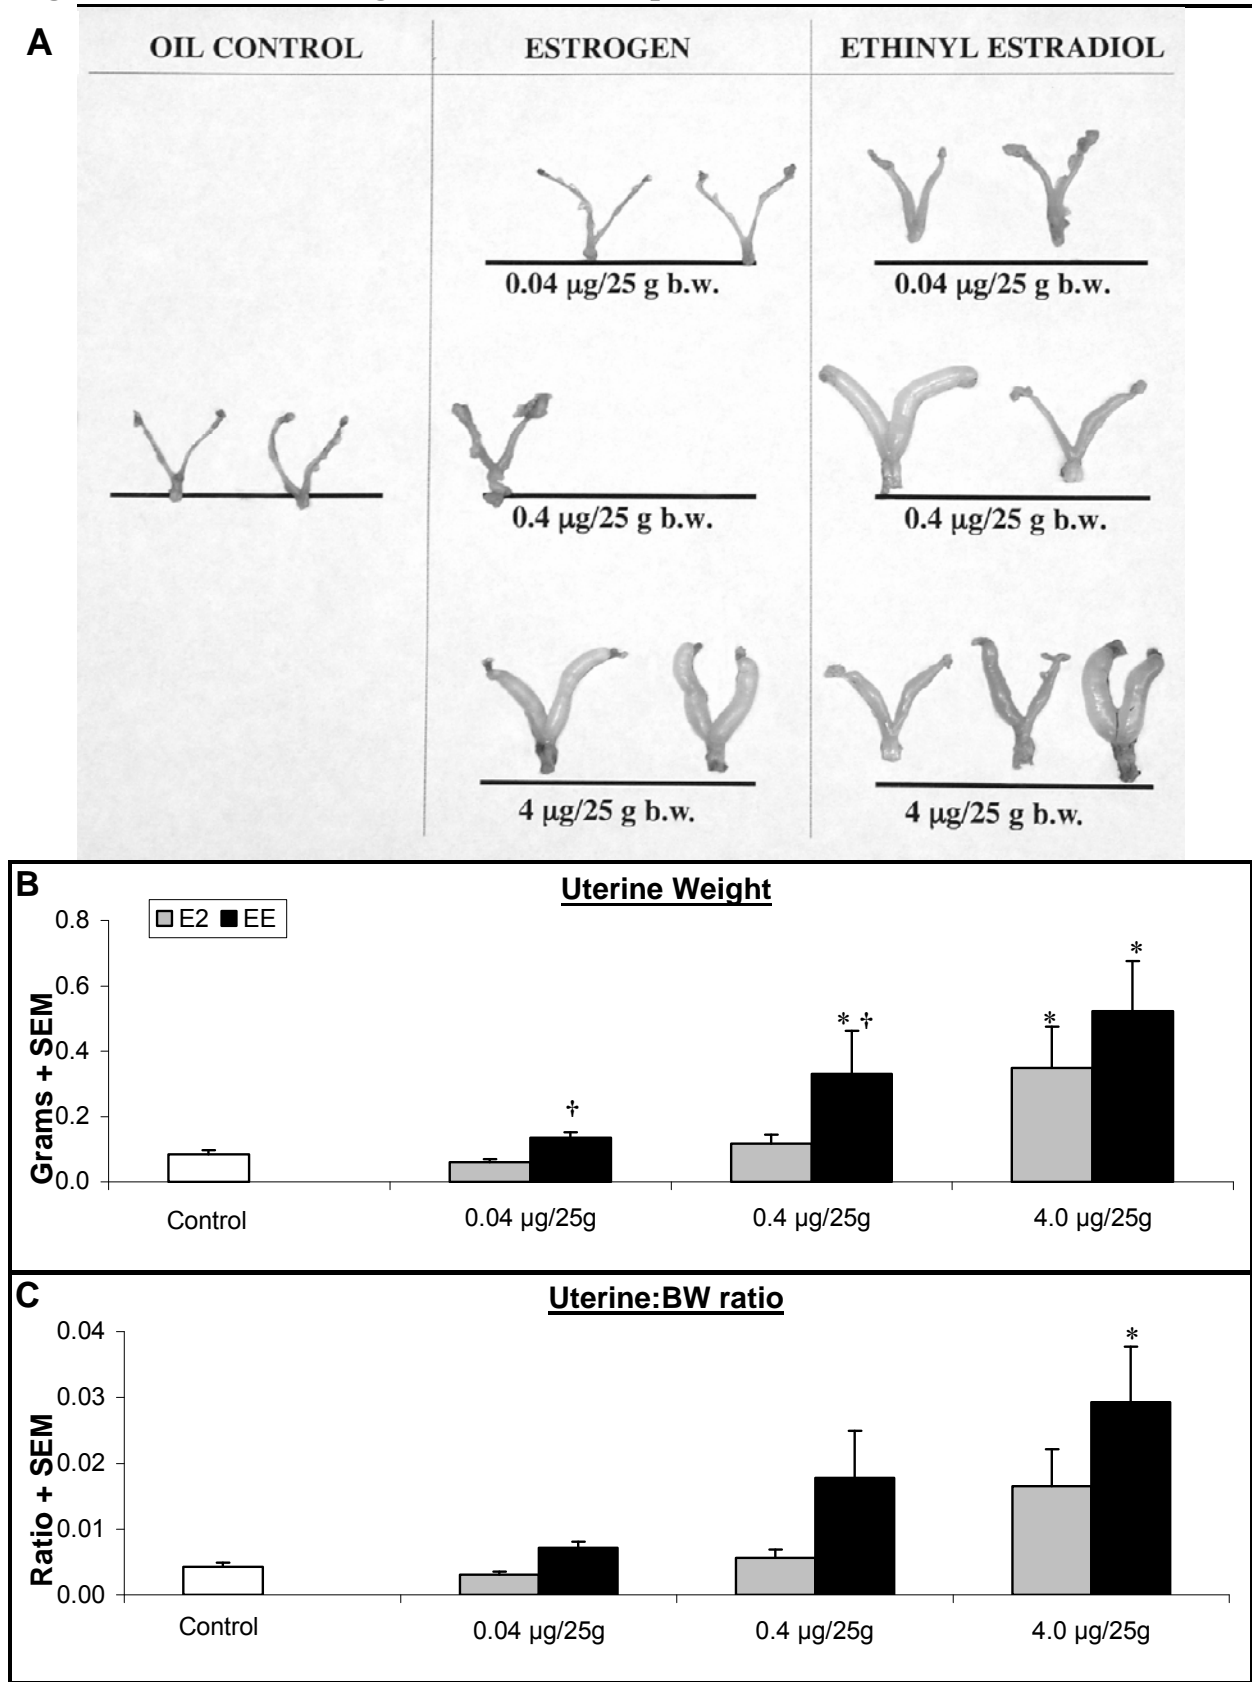 A
OIL CONTROL
ESTROGEN
ETHINYL ESTRADIOL
0.04 µg/25 g b.w.
0.04 µg/25 g b.w.
0.4 µg/25 g b.w.
0.4 µg/25 g b.w.
4 µg/25 g b.w.
4 µg/25 g b.w.
B
Uterine Weight
E2 EE
Grams + SEM
0.8
0.6
0.4
0.2
0.0
* †
†
*
*
Control
0.04 µg/25g
0.4 µg/25g
4.0 µg/25g
C
Uterine:BW ratio
Ratio + SEM
0.04
0.03
0.02
0.01
0.00
*
Control
0.04 µg/25g
0.4 µg/25g
4.0 µg/25g